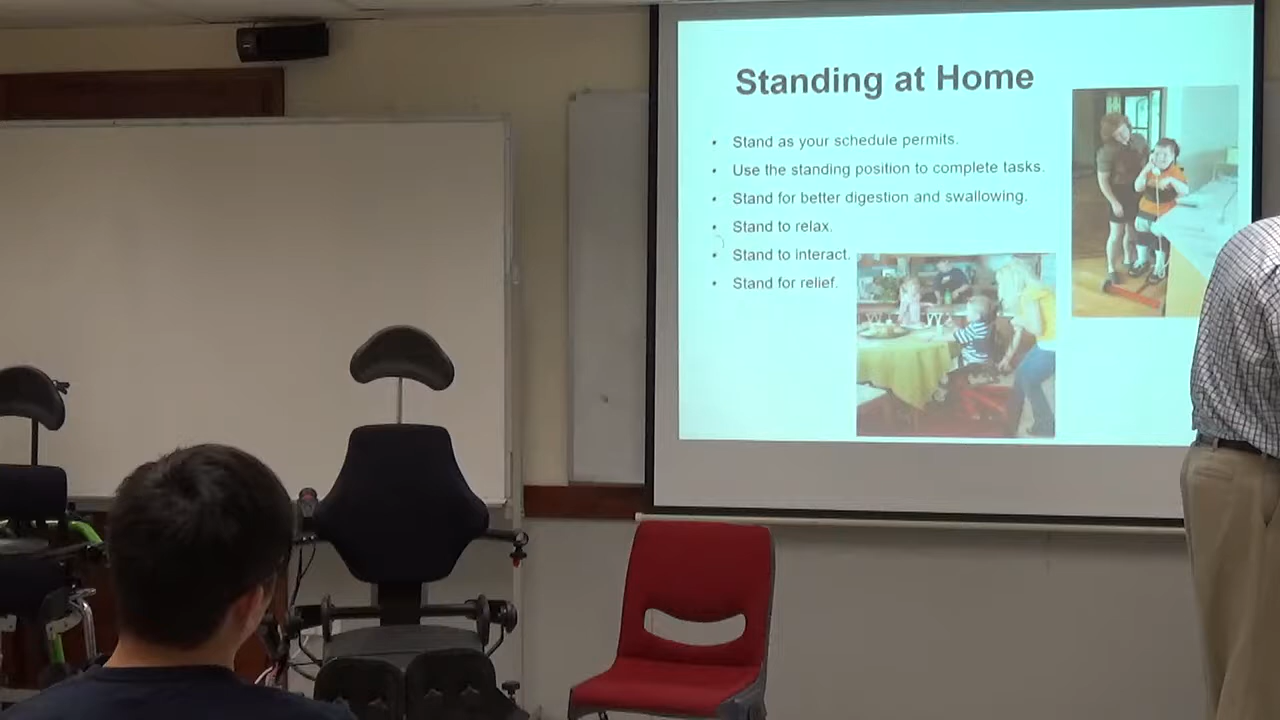 Standing at Home
• Stand as your schedule permits.
• Use the standing position to complete tasks.
• Stand for better digestion and swallowing.
• Stand to relax.
• Stand to interact.
• Stand for relief.